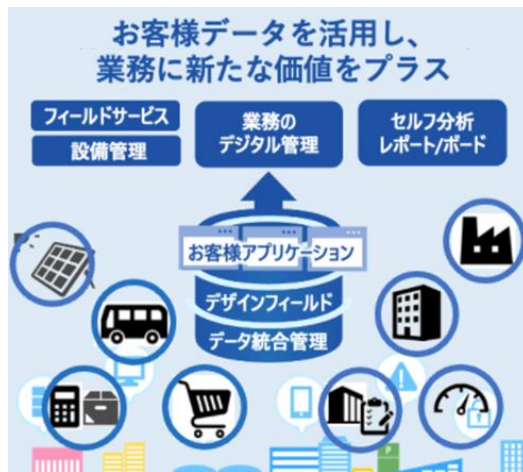 お客様データを活用し、
業務に新たな価値をプラス
フィールドサービス
設備管理
業務の
デジタル管理
セルフ分析
レポート/ボード
お客様アプリケーション
デザインフィールド
データ統合管理
P